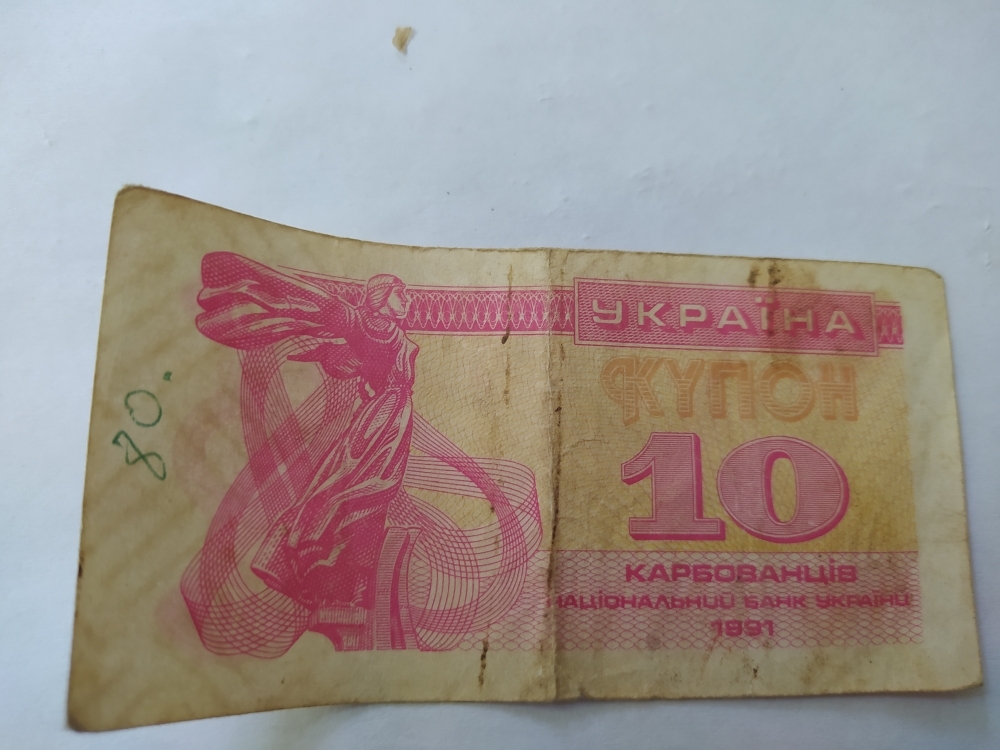 УКРАЇНА
КУПОН
10
КАРБОВАНЦІВ
НАЦІОНАЛЬНИЙ БАНК УКРАЇНИ
1991
80.